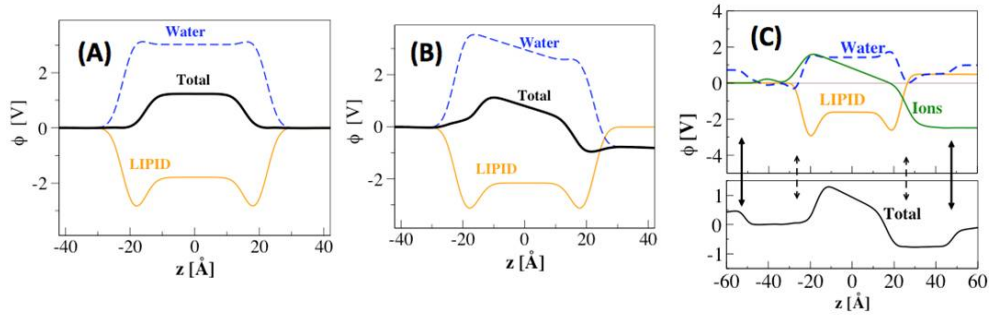 (A)
Water
Total
LIPID
ϕ [V]
2
0
-2
-40 -20 0 20 40
z [Å]
(B)
Water
Total
LIPID
ϕ [V]
2
0
-2
-40 -20 0 20 40
z [Å]
(C)
Water
LIPID
Ions
ϕ [V]
4
2
0
-2
-4
Total
1
0
-1
-60 -40 -20 0 20 40 60
z [Å]